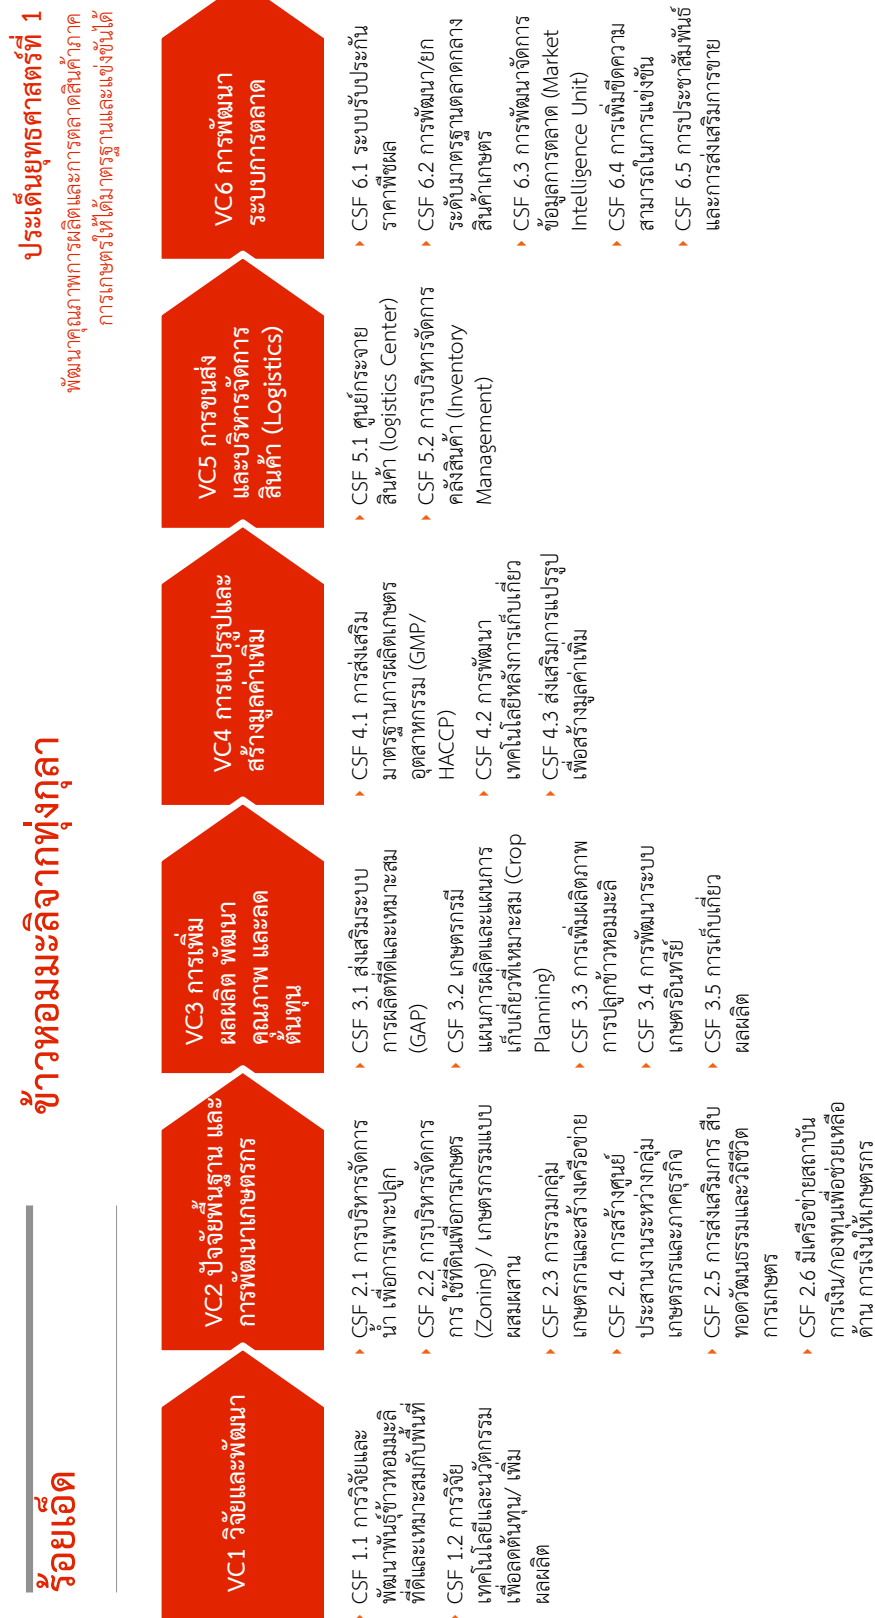 ร้อยเอ็ด
ข้าวหอมมะลิจากทุ่งกุลา
ประเด็นยุทธศาสตร์ที่ 1
พัฒนาคุณภาพการผลิตและการตลาดสินค้าภาค
การเกษตรให้ได้มาตรฐานและแข่งขันได้
VC1 วิจัยและพัฒนา
CSF 1.1 การวิจัยและ
พัฒนาพันธุ์ข้าวหอมมะลิ
ที่ดีและเหมาะสมกับพื้นที่
CSF 1.2 การวิจัย
เทคโนโลยีและนวัตกรรม
เพื่อลดต้นทุน/ เพิ่ม
ผลผลิต
VC2 ปัจจัยพื้นฐาน และ
การพัฒนาเกษตรกร
CSF 2.1 การบริหารจัดการ
น้ำ เพื่อการเพาะปลูก
CSF 2.2 การบริหารจัดการ
การ ใช้ที่ดินเพื่อการเกษตร
(Zoning) / เกษตรกรรมแบบ
ผสมผสาน
CSF 2.3 การรวมกลุ่ม
เกษตรกรและสร้างเครือข่าย
CSF 2.4 การสร้างศูนย์
ประสานงานระหว่างกลุ่ม
เกษตรกรและภาคธุรกิจ
CSF 2.5 การส่งเสริมการ สืบ
ทอดวัฒนธรรมและวิถีชีวิต
การเกษตร
CSF 2.6 มีเครือข่ายสถาบัน
การเงิน/กองทุนเพื่อช่วยเหลือ
ด้าน การเงินให้เกษตรกร
VC3 การเพิ่ม
ผลผลิต พัฒนา
คุณภาพ และลด
ต้นทุน
CSF 3.1 ส่งเสริมระบบ
การผลิตที่ดีและเหมาะสม
(GAP)
CSF 3.2 เกษตรกรมี
แผนการผลิตและแผนการ
เก็บเกี่ยวที่เหมาะสม (Crop
Planning)
CSF 3.3 การเพิ่มผลิตภาพ
การปลูกข้าวหอมมะลิ
CSF 3.4 การพัฒนาระบบ
เกษตรอินทรีย์
CSF 3.5 การเก็บเกี่ยว
ผลผลิต
VC4 การแปรรูปและ
สร้างมูลค่าเพิ่ม
CSF 4.1 การส่งเสริม
มาตรฐานการผลิตเกษตร
อุตสาหกรรม (GMP/
HACCP)
CSF 4.2 การพัฒนา
เทคโนโลยีหลังการเก็บเกี่ยว
CSF 4.3 ส่งเสริมการแปรรูป
เพื่อสร้างมูลค่าเพิ่ม
VC5 การขนส่ง
และบริหารจัดการ
สินค้า (Logistics)
CSF 5.1 ศูนย์กระจาย
สินค้า (logistics Center)
CSF 5.2 การบริหารจัดการ
คลังสินค้า (Inventory
Management)
VC6 การพัฒนา
ระบบการตลาด
CSF 6.1 ระบบรับประกัน
ราคาพืชผล
CSF 6.2 การพัฒนา/ยก
ระดับมาตรฐานตลาดกลาง
สินค้าเกษตร
CSF 6.3 การพัฒนาจัดการ
ข้อมูลการตลาด (Market
Intelligence Unit)
CSF 6.4 การเพิ่มขีดความ
สามารถในการแข่งขัน
CSF 6.5 การประชาสัมพันธ์
และการส่งเสริมการขาย